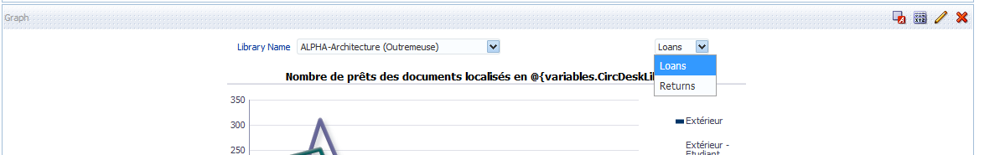 Graph
Library Name ALPHA-Architecture (Outremeuse) Loans
Loans
Returns
Nombre de prêts des documents localisés en @{variables.CircDeskLi
350
300
250
Extérieur
Extérieur -
Etudiant